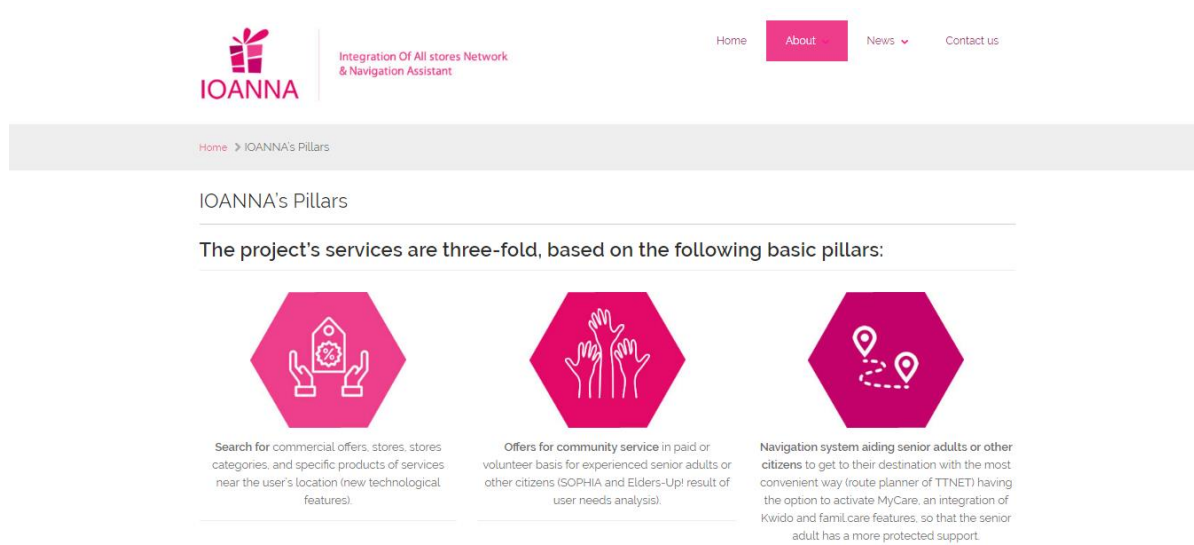 IOANNA
Integration Of All stores Network
& Navigation Assistant
Home
About
News
Contact us
Home > IOANNA's Pillars
IOANNA's Pillars
The project's services are three-fold, based on the following basic pillars:
%
Search for commercial offers, stores, stores
categories, and specific products of services
near the user's location (new technological
features).
Offers for community service in paid or
volunteer basis for experienced senior adults or
other citizens (SOPHIA and Elders-Up! result of
user needs analysis).
Navigation system aiding senior adults or other
citizens to get to their destination with the most
convenient way (route planner of TTNET) having
the option to activate MyCare, an integration of
Kwido and famil.care features, so that the senior
adult has a more protected support.